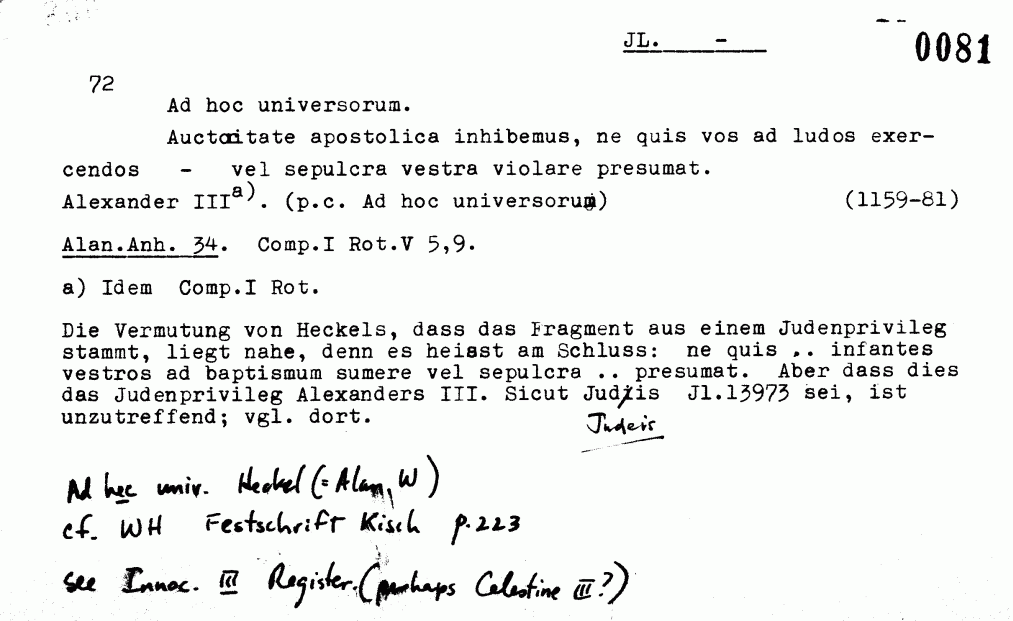 JL. -
0081
72
Ad hoc universorum.
Auctoitate apostolica inhibemus, ne quis vos ad ludos exer-
cendos - vel sepulcra vestra violare presumat.
Alexander III a). (p.c. Ad hoc universorum) (1159-81)
Alan.Anh. 34. Comp.I Rot.V 5,9.
a) Idem Comp.I Rot.
Die Vermutung von Heckels, dass das Fragment aus einem Judenprivileg
stammt, liegt nahe, denn es heisst am Schluss: ne quis .. infantes
vestros ad baptismum sumere vel sepulcra .. presumat. Aber dass dies
das Judenprivileg Alexanders III. Sicut Judiis Jl.13973 sei, ist
unzutreffend; vgl. dort.
Judeis
Ad hec univ. Heckel (= Alan, W)
cf. WH Festschrift Kisch p.223
see Innoc. III Register. (perhaps Celestine III?)